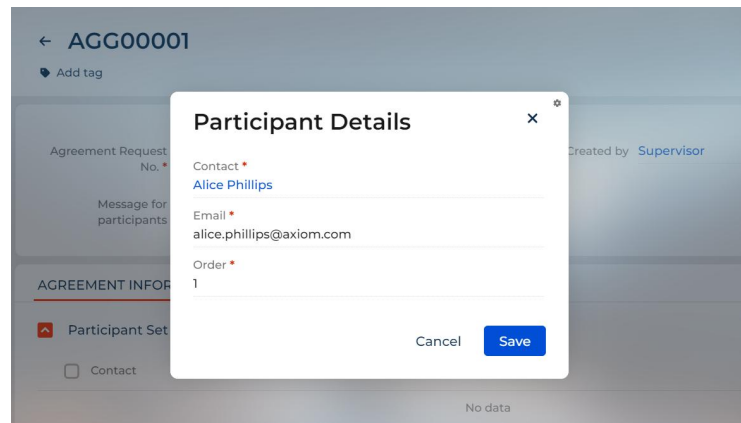 ← AGG00001
Add tag
Agreement Request
No. *
Message for
participants
Created by Supervisor
Participant Details ×
Contact *
Alice Phillips
Email *
alice.phillips@axiom.com
Order *
1
Cancel Save
AGREEMENT INFOR
Participant Set
Contact
No data